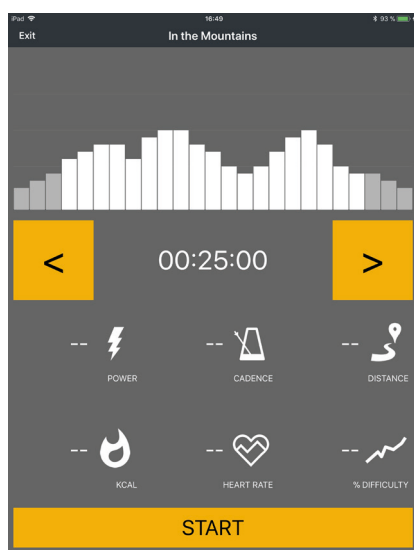 iPad 16:49 93 %
Exit In the Mountains
< 00:25:00 >
-- -- --
POWER CADENCE DISTANCE
-- -- --
KCAL HEART RATE % DIFFICULTY
START